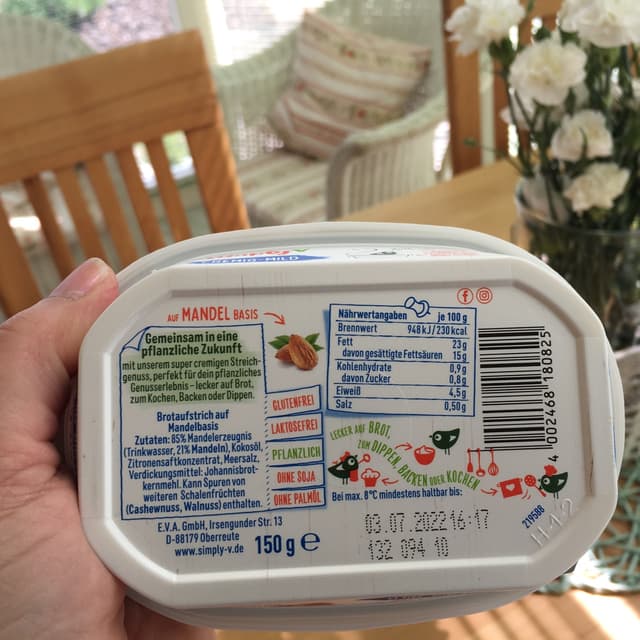 CREMIG-MILD
AUF MANDEL BASIS
Gemeinsam in eine
pflanzliche Zukunft
mit unserem super cremigen Streich-
genuss, perfekt für dein pflanzliches
Genusserlebnis – lecker auf Brot,
zum Kochen, Backen oder Dippen.
Brotaufstrich auf
Mandelbasis
Zutaten: 85% Mandelerzeugnis
(Trinkwasser, 21% Mandeln), Kokosöl,
Zitronensaftkonzentrat, Meersalz,
Verdickungsmittel: Johannisbrot-
kernmehl. Kann Spuren von
weiteren Schalenfrüchten
(Cashewnuss, Walnuss) enthalten.
GLUTENFREI
LAKTOSEFREI
PFLANZLICH
OHNE SOJA
OHNE PALMÖL
E.V.A. GmbH, Irsengunder Str. 13
D-88179 Oberreute
www.simply-v.de 150 g e
Nährwertangaben je 100 g
Brennwert 948 kJ/230 kcal
Fett 23 g
davon gesättigte Fettsäuren 15 g
Kohlenhydrate 0,9 g
davon Zucker 0,8 g
Eiweiß 4,5 g
Salz 0,50 g
LECKER AUF BROT,
ZUM DIPPEN,
BACKEN ODER KOCHEN
Bei max. 8°C mindestens haltbar bis:
03.07.2022 16:17
132 094 10
4 002468 180825
219588